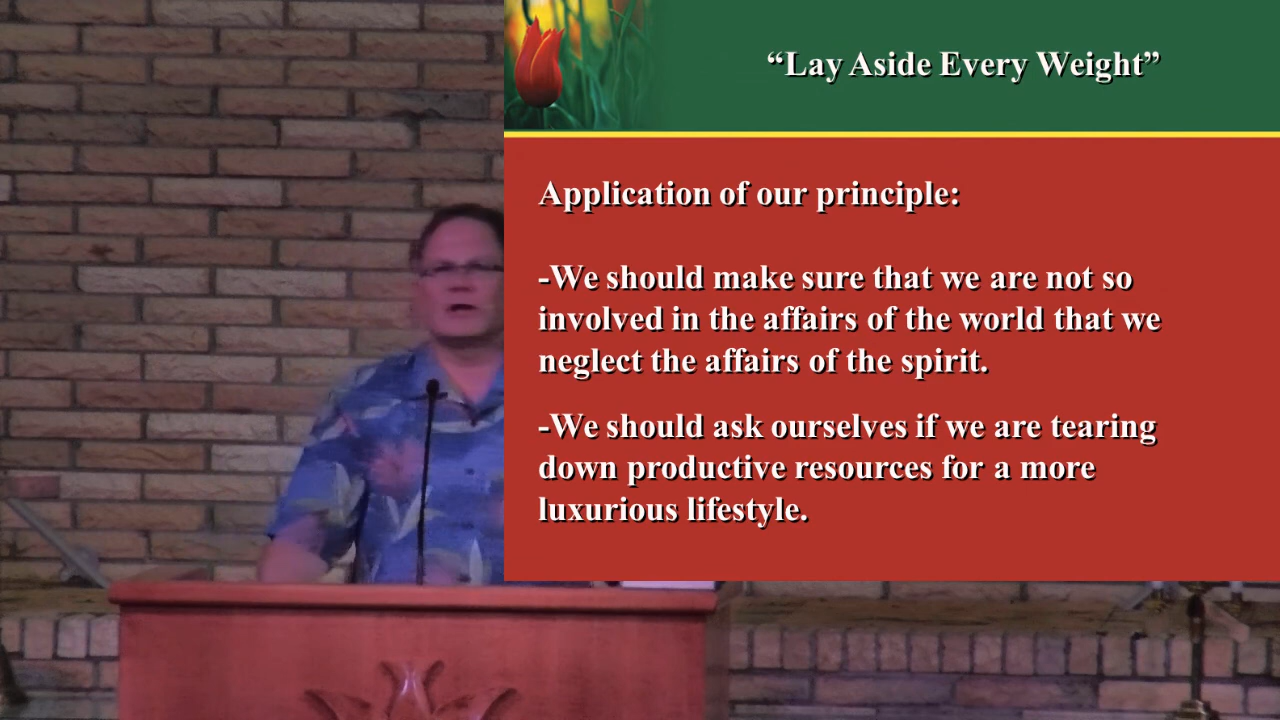 “Lay Aside Every Weight”
Application of our principle:
-We should make sure that we are not so
involved in the affairs of the world that we
neglect the affairs of the spirit.
-We should ask ourselves if we are tearing
down productive resources for a more
luxurious lifestyle.